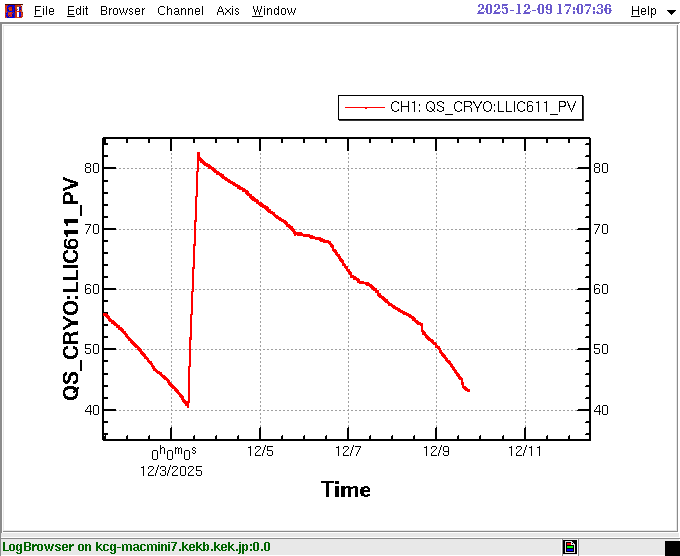 File Edit Browser Channel Axis Window 2025-12-09 17:07:36 Help
CH1: QS_CRYO:LLIC611_PV
QS_CRYO:LLIC611_PV
80 80
70 70
60 60
50 50
40 40
0h0m0s 12/5 12/7 12/9 12/11
12/3/2025
Time
LogBrowser on kcg-macmini7.kekb.kek.jp:0.0